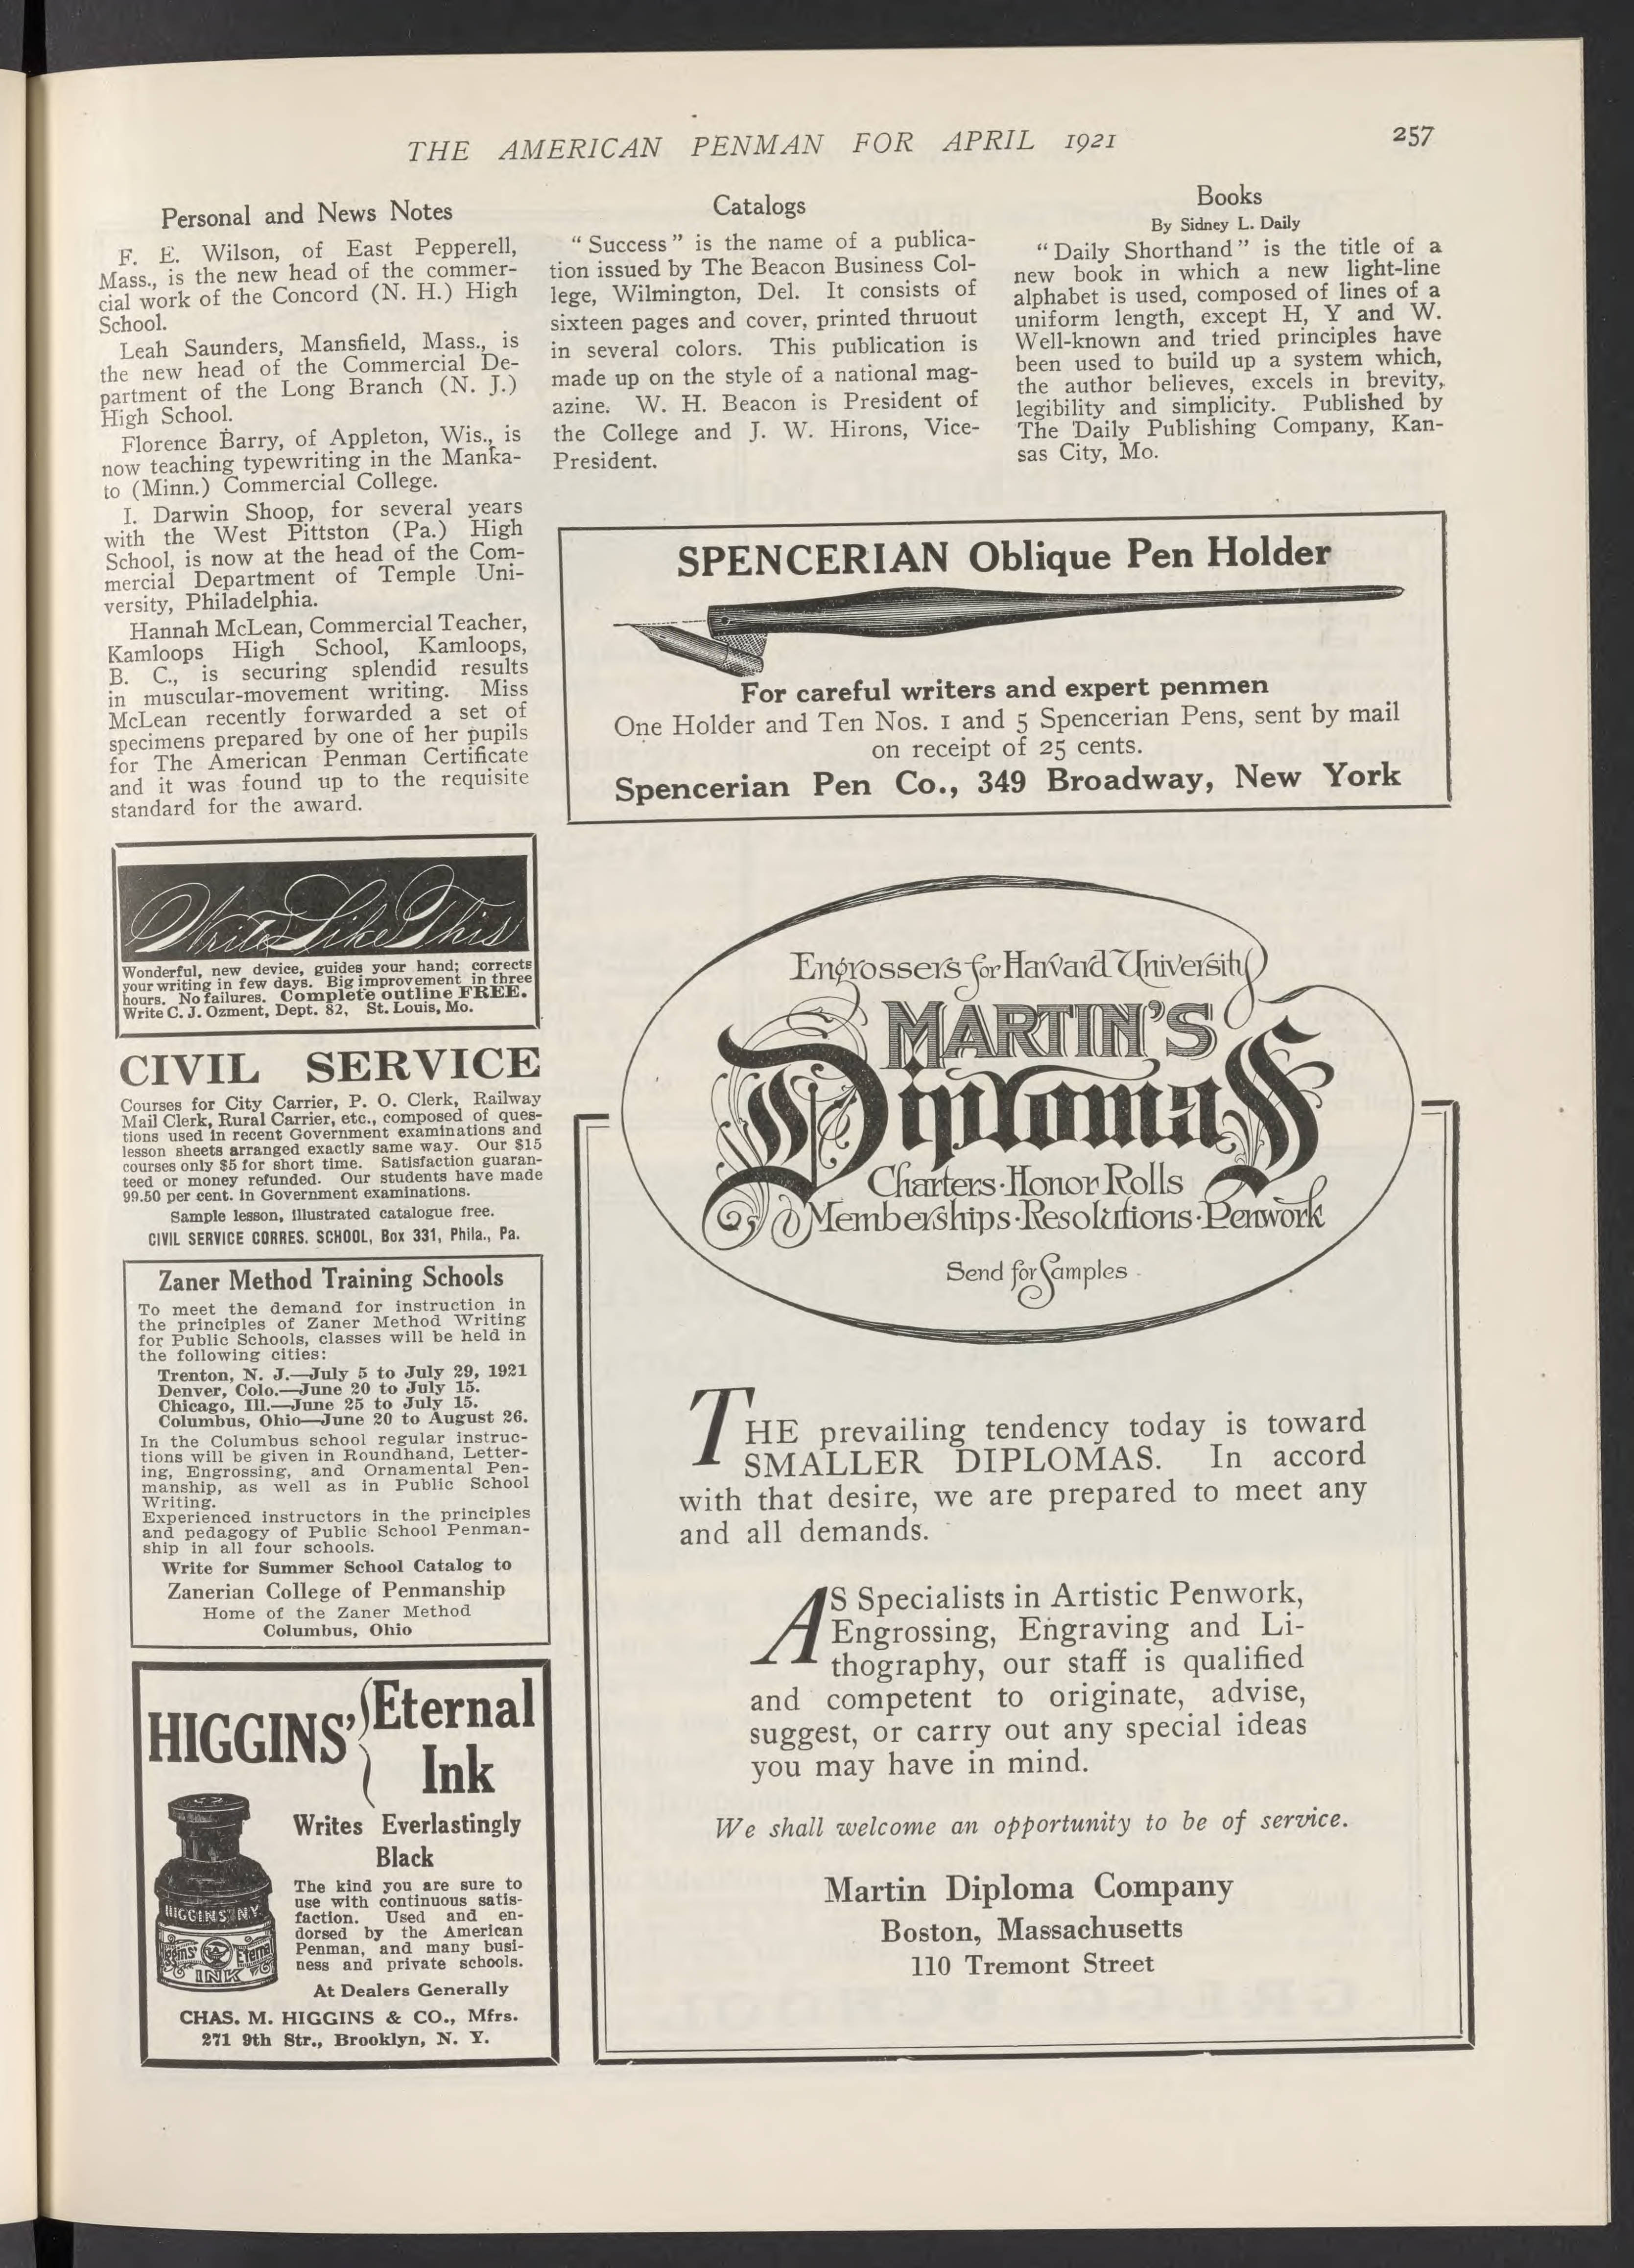 THE AMERICAN PENMAN FOR APRIL 1921
257
Personal and News Notes
F. E. Wilson, of East Pepperell,
Mass., is the new head of the commer-
cial work of the Concord (N. H.) High
School.
Leah Saunders, Mansfield, Mass., is
the new head of the Commercial De-
partment of the Long Branch (N. J.)
High School.
Florence Barry, of Appleton, Wis., is
now teaching typewriting in the Manka-
to (Minn.) Commercial College.
I. Darwin Shoop, for several years
with the West Pittston (Pa.) High
School, is now at the head of the Com-
mercial Department of Temple Uni-
versity, Philadelphia.
Hannah McLean, Commercial Teacher,
Kamloops High School, Kamloops,
B. C., is securing splendid results
in muscular-movement writing. Miss
McLean recently forwarded a set of
specimens prepared by one of her pupils
for The American Penman Certificate
and it was found up to the requisite
standard for the award.
Catalogs
" Success " is the name of a publica-
tion issued by The Beacon Business Col-
lege, Wilmington, Del. It consists of
sixteen pages and cover, printed thruout
in several colors. This publication is
made up on the style of a national mag-
azine. W. H. Beacon is President of
the College and J. W. Hirons, Vice-
President.
Books
By Sidney L. Daily
" Daily Shorthand " is the title of a
new book in which a new light-line
alphabet is used, composed of lines of a
uniform length, except H, Y and W.
Well-known and tried principles have
been used to build up a system which,
the author believes, excels in brevity,
legibility and simplicity. Published by
The Daily Publishing Company, Kan-
sas City, Mo.
SPENCERIAN Oblique Pen Holder
For careful writers and expert penmen
One Holder and Ten Nos. 1 and 5 Spencerian Pens, sent by mail
on receipt of 25 cents.
Spencerian Pen Co., 349 Broadway, New York
Write Like This
Wonderful, new device, guides your hand; corrects
your writing in few days. Big improvement in three
hours. No failures. Complete outline FREE.
Write C. J. Ozment, Dept. 82, St. Louis, Mo.
CIVIL SERVICE
Courses for City Carrier, P. O. Clerk, Railway
Mail Clerk, Rural Carrier, etc., composed of ques-
tions used in recent Government examinations and
lesson sheets arranged exactly same way. Our $15
courses only $5 for short time. Satisfaction guaran-
teed or money refunded. Our students have made
99.50 per cent. in Government examinations.
Sample lesson, illustrated catalogue free.
CIVIL SERVICE CORRES. SCHOOL, Box 331, Phila., Pa.
Zaner Method Training Schools
To meet the demand for instruction in
the principles of Zaner Method Writing
for Public Schools, classes will be held in
the following cities:
Trenton, N. J.—July 5 to July 29, 1921
Denver, Colo.—June 20 to July 15.
Chicago, Ill.—June 25 to July 15.
Columbus, Ohio—June 20 to August 26.
In the Columbus school regular instruc-
tions will be given in Roundhand, Letter-
ing, Engrossing, and Ornamental Pen-
manship, as well as in Public School
Writing.
Experienced instructors in the principles
and pedagogy of Public School Penman-
ship in all four schools.
Write for Summer School Catalog to
Zanerian College of Penmanship
Home of the Zaner Method
Columbus, Ohio
HIGGINS' Eternal
Ink
Writes Everlastingly
Black
The kind you are sure to
use with continuous satis-
faction. Used and en-
dorsed by the American
Penman, and many busi-
ness and private schools.
At Dealers Generally
CHAS. M. HIGGINS & CO., Mfrs.
271 9th Str., Brooklyn, N. Y.
HIGGINS' N.Y.
Eternal
INK
Engrossers for Harvard University
MARTIN'S
Diplomas
Charters·Honor Rolls
Memberships·Resolutions·Penwork
Send for Samples
THE prevailing tendency today is toward
SMALLER DIPLOMAS. In accord
with that desire, we are prepared to meet any
and all demands.
AS Specialists in Artistic Penwork,
Engrossing, Engraving and Li-
thography, our staff is qualified
and competent to originate, advise,
suggest, or carry out any special ideas
you may have in mind.
We shall welcome an opportunity to be of service.
Martin Diploma Company
Boston, Massachusetts
110 Tremont Street